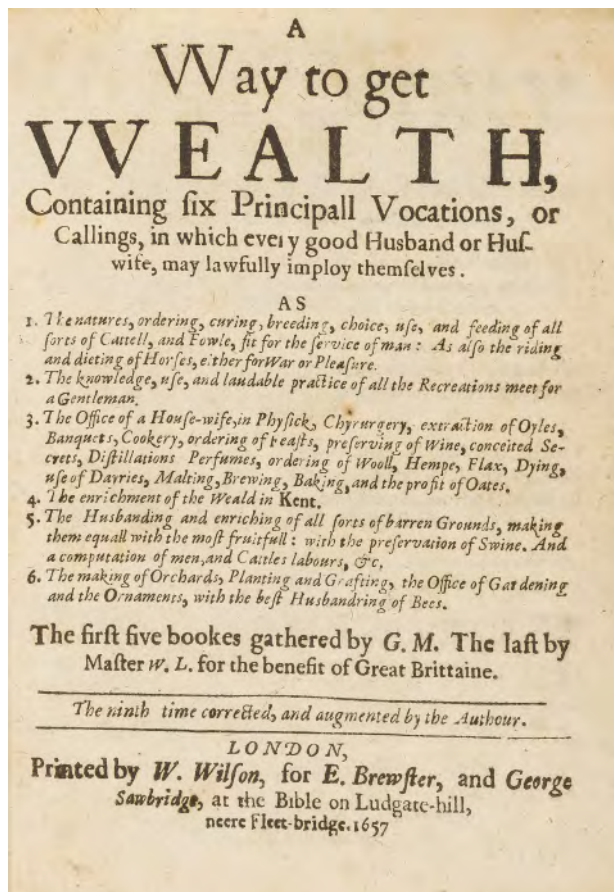 A
VVay to get
VVEALTH,
Containing ſix Principall Vocations, or
Callings, in which every good Husband or Huſ-
wife, may lawfully imploy themſelves.
AS
1. The natures, ordering, curing, breeding, choice, uſe, and feeding of all
ſorts of Cattell, and Fowle, fit for the ſervice of man: As alſo the riding
and dieting of Horſes, either for War or Pleaſure.
2. The knowledge, uſe, and laudable practice of all the Recreations meet for
a Gentleman.
3. The Office of a Houſe-wife, in Phyſick, Chyrurgery, extraction of Oyles,
Banquets, Cookery, ordering of Feaſts, preſerving of Wine, conceited Se-
crets, Diſtillations Perfumes, ordering of Wooll, Hempe, Flax, Dying,
uſe of Dayries, Malting, Brewing, Baking, and the profit of Oates.
4. The enrichment of the Weald in Kent.
5. The Husbanding and enriching of all ſorts of barren Grounds, making
them equall with the moſt fruitfull: with the preſervation of Swine. And
a computation of men, and Cattles labours, &c.
6. The making of Orchards, Planting and Grafting, the Office of Gardening
and the Ornaments, with the beſt Husbandring of Bees.
The firſt five bookes gathered by G. M. The laſt by
Maſter W. L. for the benefit of Great Brittaine.
The ninth time corrected, and augmented by the Authour.
LONDON,
Printed by W. Wilſon, for E. Brewſter, and George
Sawbridge, at the Bible on Ludgate-hill,
neere Fleet-bridge. 1657